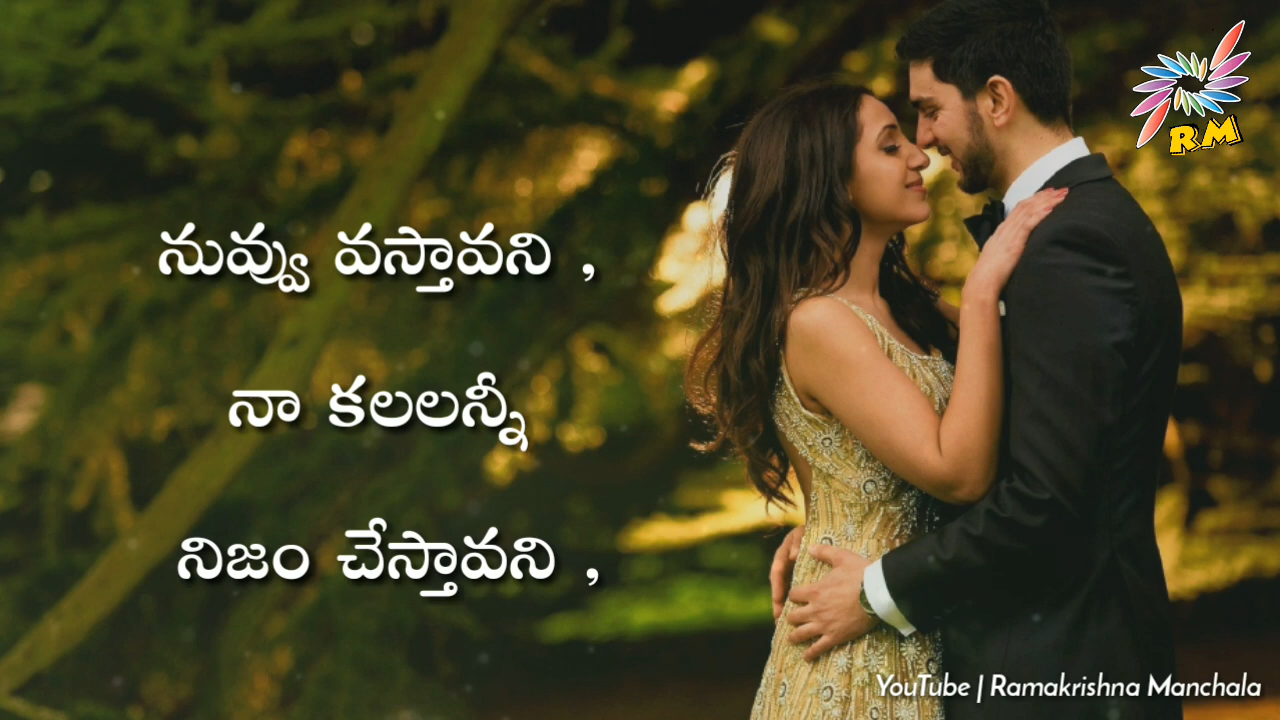 RM
నువ్వు వస్తావని ,
నా కలలన్నీ
నిజం చేస్తావని ,
YouTube | Ramakrishna Manchala